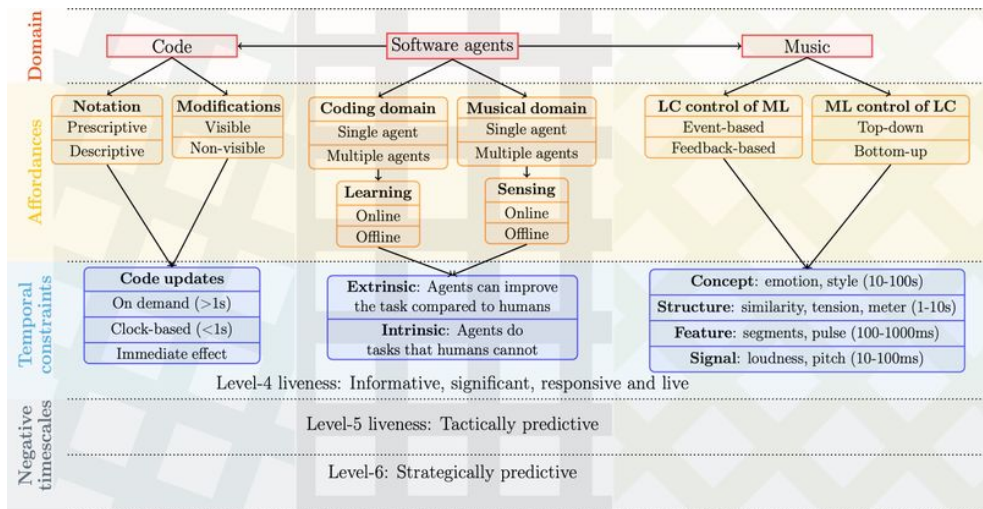 Domain
Code
Software agents
Music
Affordances
Notation
Prescriptive
Descriptive
Modifications
Visible
Non-visible
Coding domain
Single agent
Multiple agents
Musical domain
Single agent
Multiple agents
Learning
Online
Offline
Sensing
Online
Offline
LC control of ML
Event-based
Feedback-based
ML control of LC
Top-down
Bottom-up
Temporal
constraints
Code updates
On demand (>1s)
Clock-based (<1s)
Immediate effect
Extrinsic: Agents can improve
the task compared to humans
Intrinsic: Agents do
tasks that humans cannot
Concept: emotion, style (10-100s)
Structure: similarity, tension, meter (1-10s)
Feature: segments, pulse (100-1000ms)
Signal: loudness, pitch (10-100ms)
Level-4 liveness: Informative, significant, responsive and live
Negative
timescales
Level-5 liveness: Tactically predictive
Level-6: Strategically predictive